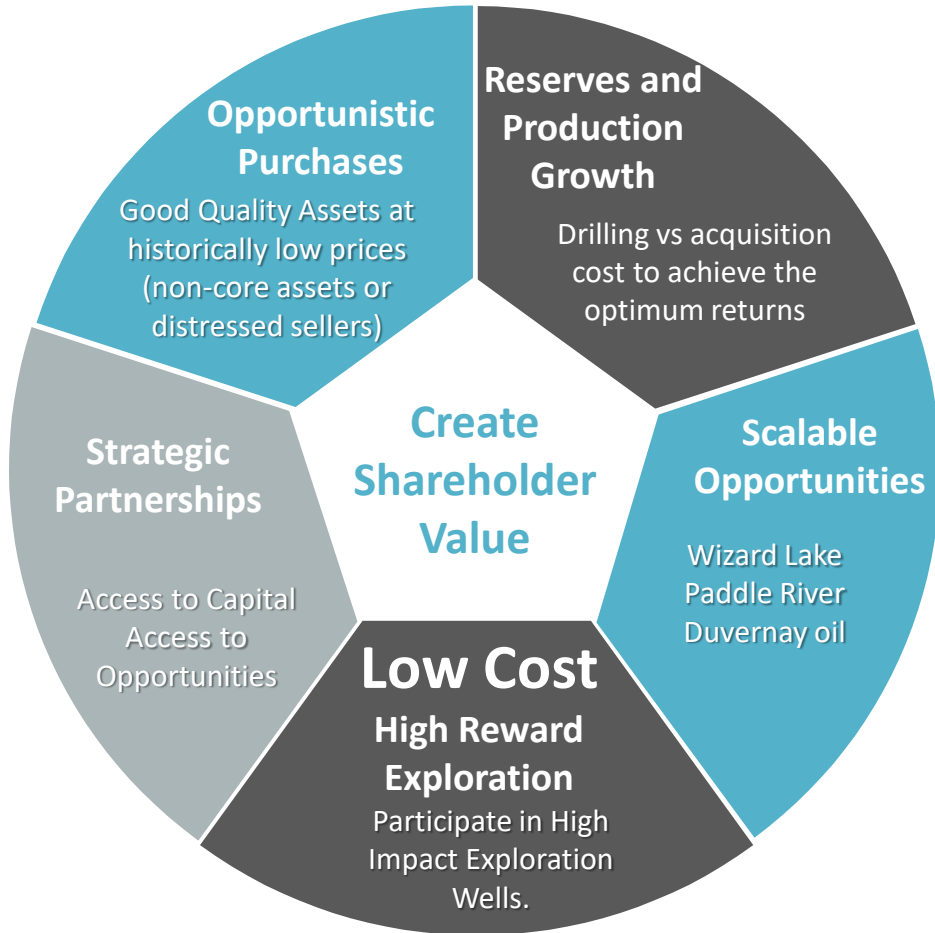 Opportunistic
Purchases
Good Quality Assets at
historically low prices
(non-core assets or
distressed sellers)
Reserves and
Production
Growth
Drilling vs acquisition
cost to achieve the
optimum returns
Create
Shareholder
Value
Strategic
Partnerships
Access to Capital
Access to
Opportunities
Scalable
Opportunities
Wizard Lake
Paddle River
Duvernay oil
Low Cost
High Reward
Exploration
Participate in High
Impact Exploration
Wells.